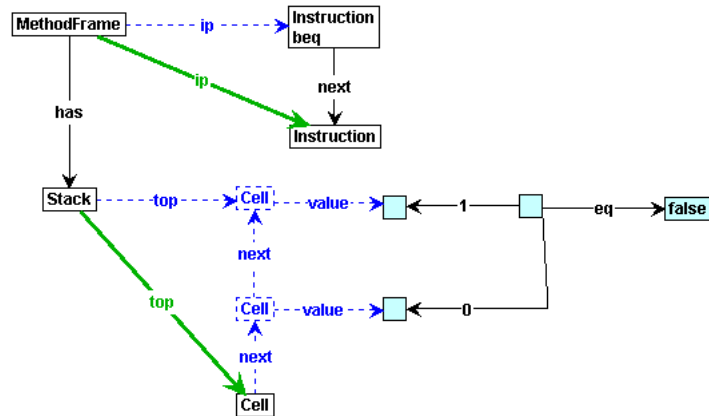 MethodFrame
ip
Instruction
beq
ip
next
has
Instruction
Stack
top
Cell
value
1
eq
false
next
top
Cell
value
0
next
Cell